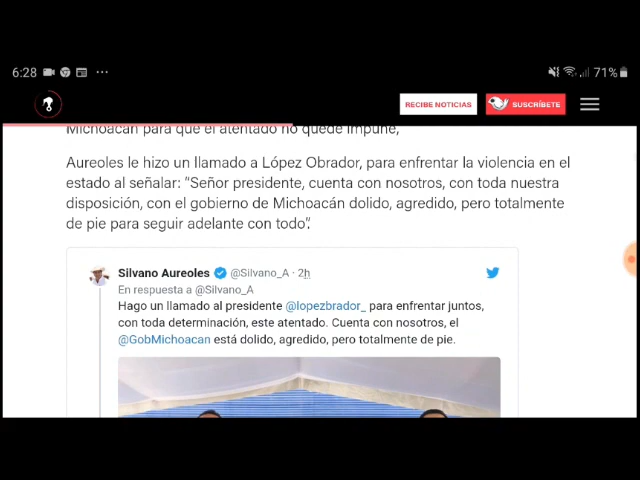 6:28
71%
RECIBE NOTICIAS
SUSCRÍBETE
Michoacán para que el atentado no quede impune,
Aureoles le hizo un llamado a López Obrador, para enfrentar la violencia en el
estado al señalar: “Señor presidente, cuenta con nosotros, con toda nuestra
disposición, con el gobierno de Michoacán dolido, agredido, pero totalmente
de pie para seguir adelante con todo”.
Silvano Aureoles @Silvano_A · 2h
En respuesta a @Silvano_A
Hago un llamado al presidente @lopezbrador_ para enfrentar juntos,
con toda determinación, este atentado. Cuenta con nosotros, el
@GobMichoacan está dolido, agredido, pero totalmente de pie.